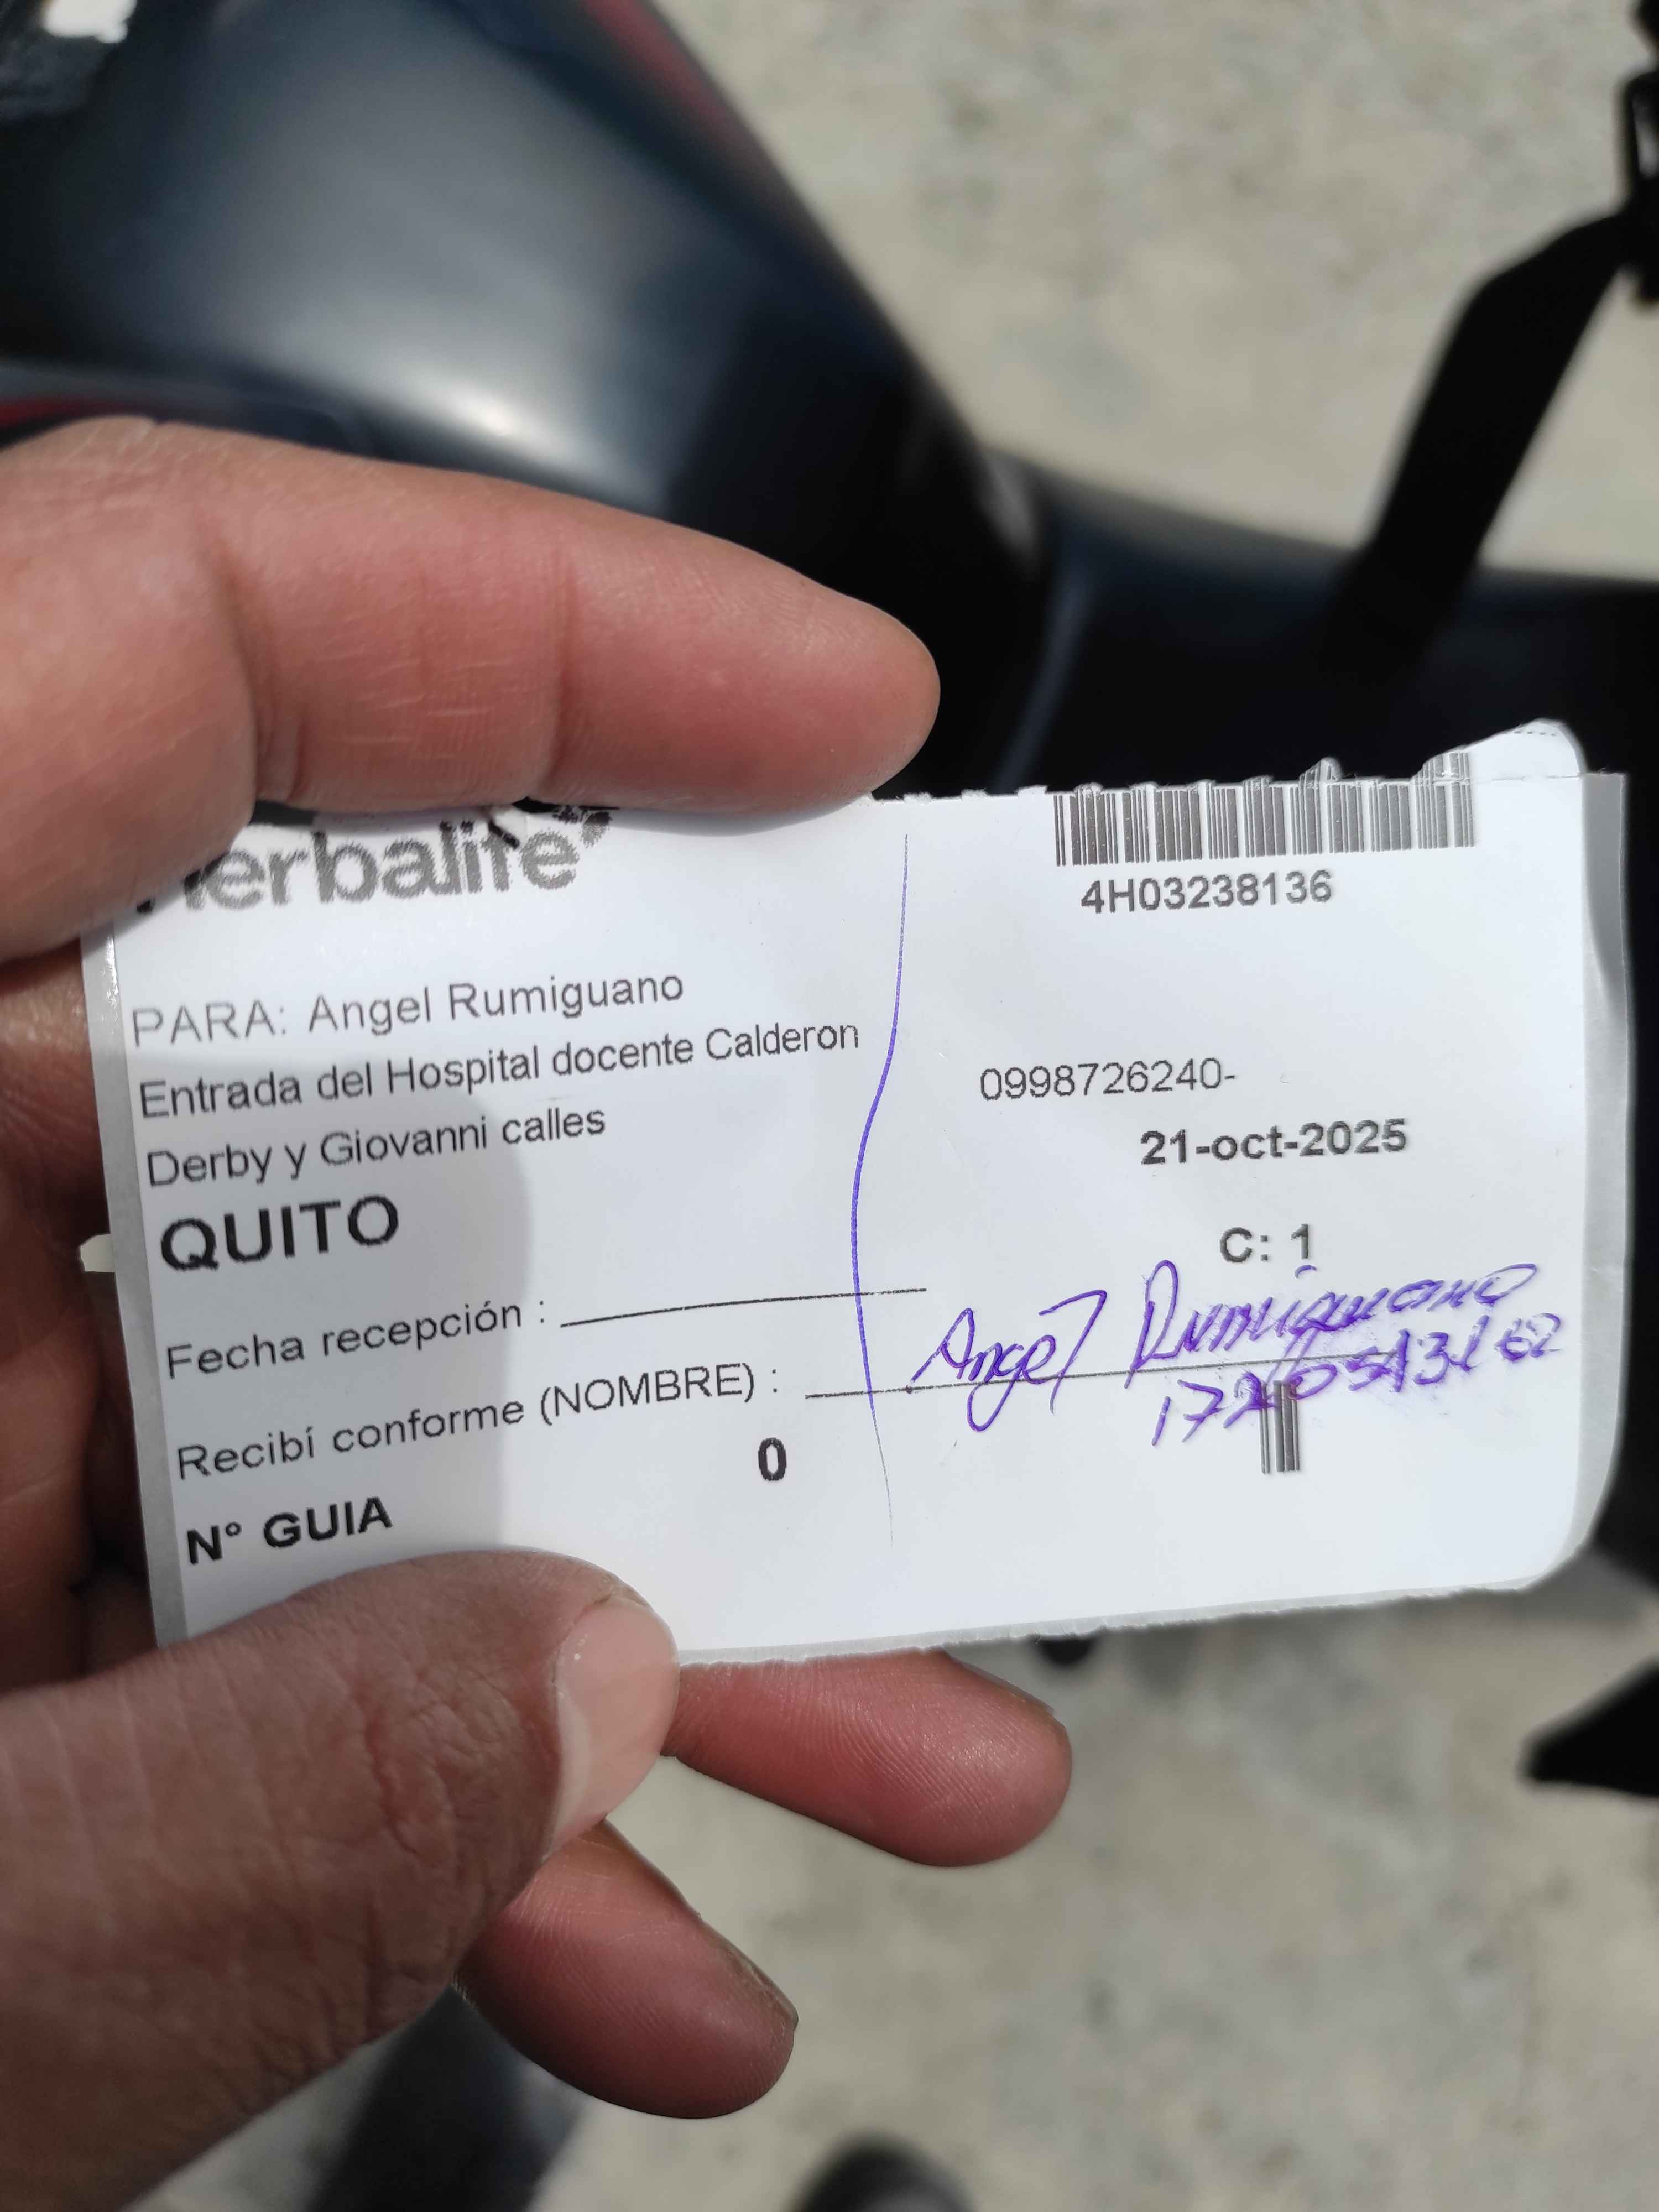 Herbalife
4H03238136
PARA: Angel Rumiguano
Entrada del Hospital docente Calderon
Derby y Giovanni calles
QUITO
0998726240-
21-oct-2025
C: 1
Fecha recepción :
Recibí conforme (NOMBRE) : Angel Rumiguano
Nº GUIA 0